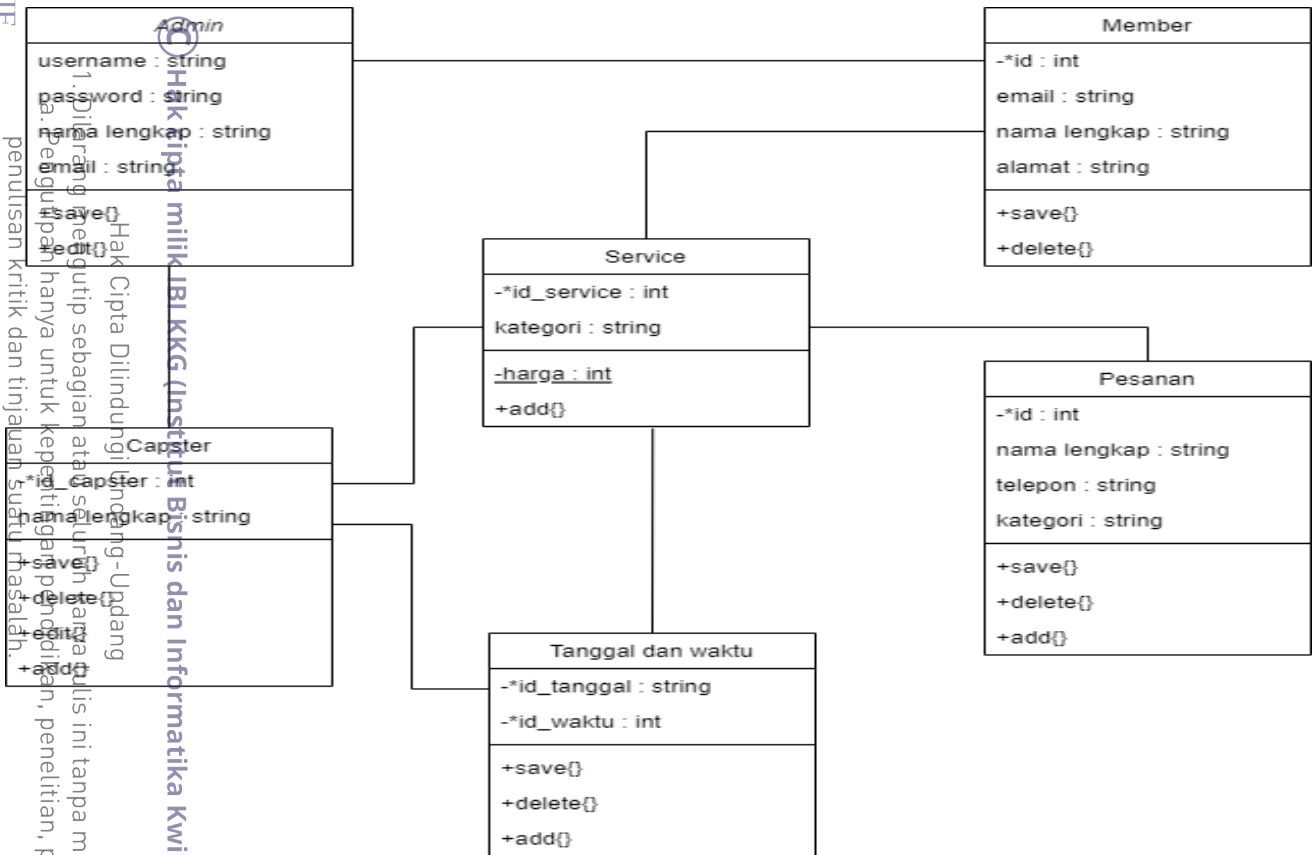 Admin
username : string
password : string
nama lengkap : string
email : string
+save{}
+edit{}
Member
-*id : int
email : string
nama lengkap : string
alamat : string
+save{}
+delete{}
Service
-*id_service : int
kategori : string
-harga : int
+add{}
Pesanan
-*id : int
nama lengkap : string
telepon : string
kategori : string
+save{}
+delete{}
+add{}
Capster
-*id_capster : int
nama lengkap : string
+save{}
+delete{}
+edit{}
+add{}
Tanggal dan waktu
-*id_tanggal : string
-*id_waktu : int
+save{}
+delete{}
+add{}
© Hak cipta milik IBI KKG (Institut Bisnis dan Informatika Kwi
Hak Cipta Dilindungi Undang-Undang
1. Dilarang mengutip sebagian atau seluruh karya tulis ini tanpa m
a. Pengutipan hanya untuk kepentingan pendidikan, penelitian, p
penulisan kritik dan tinjauan suatu masalah.